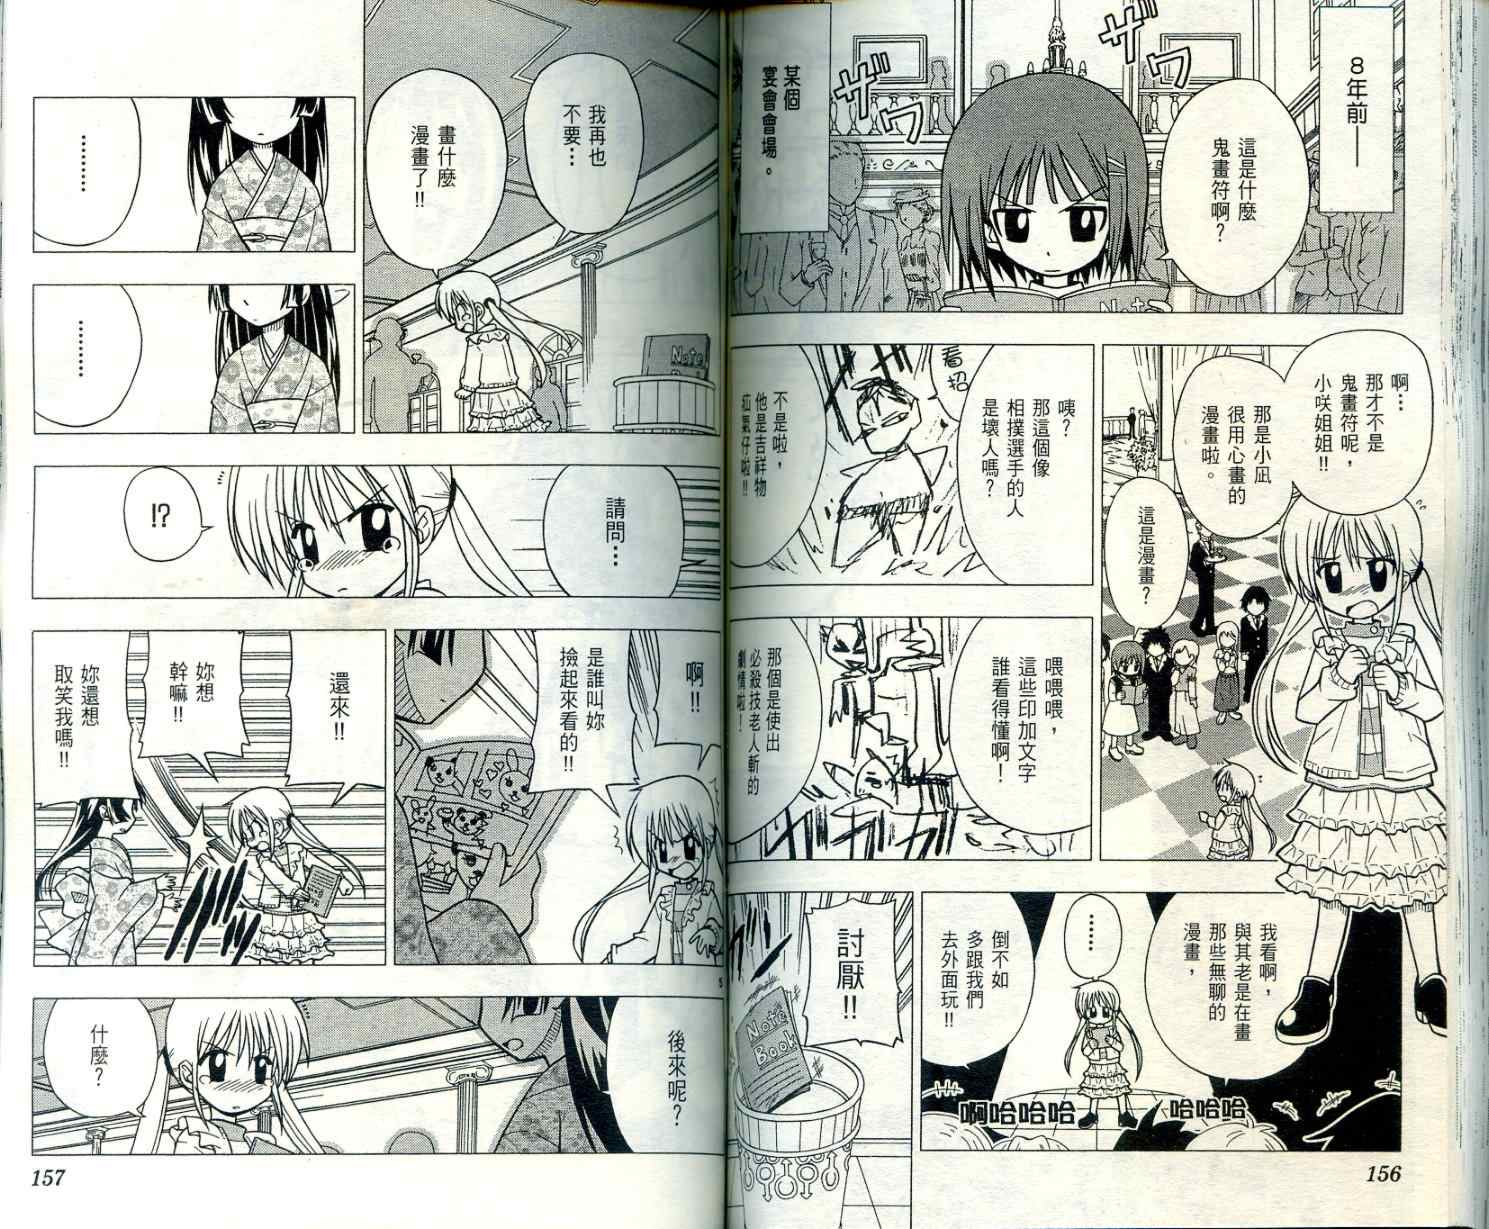 8年前——
這是什麼
鬼畫符啊？
ザワ
ザワ
某個
宴會會場。
Note
啊…
那才不是
鬼畫符呢，
小咲姐姐!!
那是小凪
很用心畫的
漫畫啦。
這是漫畫？
咦？
那這個像
相撲選手的人
是壞人嗎？
看招
不是啦，
他是吉祥物
疝氣仔啦!!
喂喂喂，
這些印加文字
誰看得懂啊！
那個是使出
必殺技老人斬的
劇情啦！
我看啊，
與其老是在畫
那些無聊的
漫畫，
……
倒不如
多跟我們
去外面玩!!
哈哈哈
啊哈哈哈
討厭!!
Note
Book
156
我再也
不要…
畫什麼
漫畫了!!
Note
………
………
請問…
!?
啊!!
是誰叫妳
撿起來看的!!
還來!!
妳想
幹嘛!!
妳還想
取笑我嗎!!
後來呢？
什麼？
157